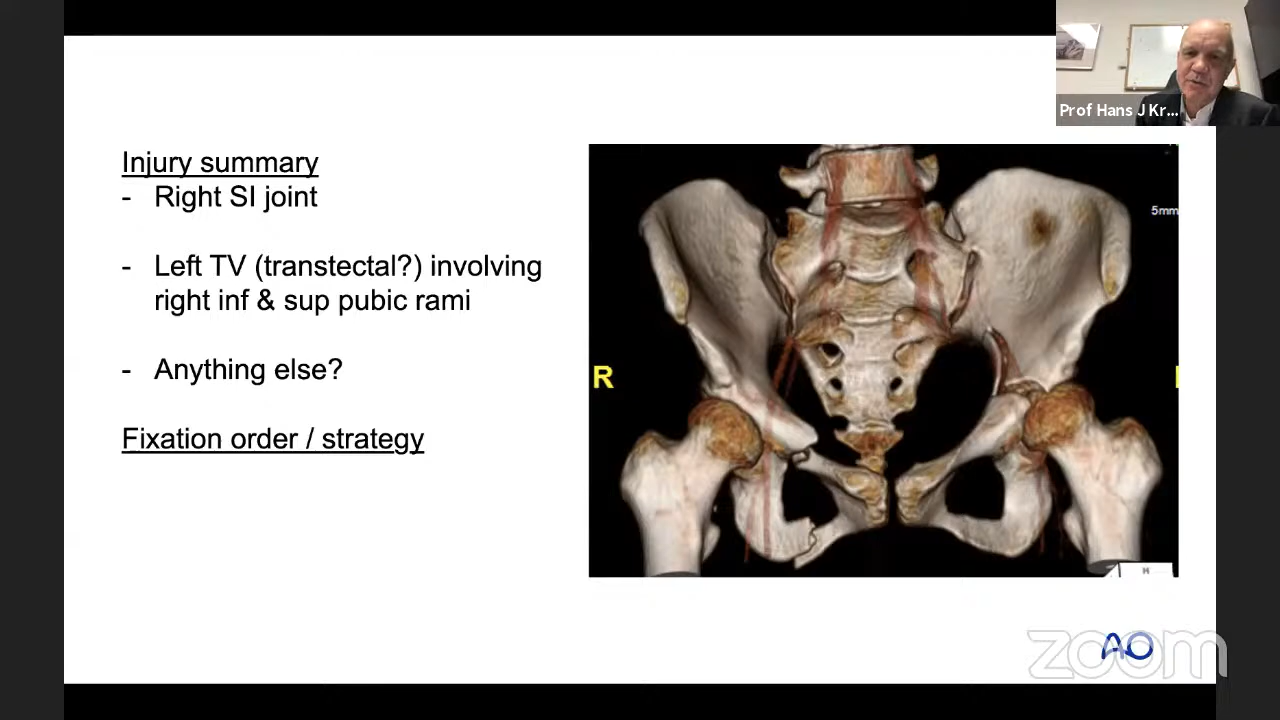 Prof Hans J Kr...
Injury summary
- Right SI joint
- Left TV (transtectal?) involving
right inf & sup pubic rami
- Anything else?
Fixation order / strategy
5mm
R
H
AO
zoom